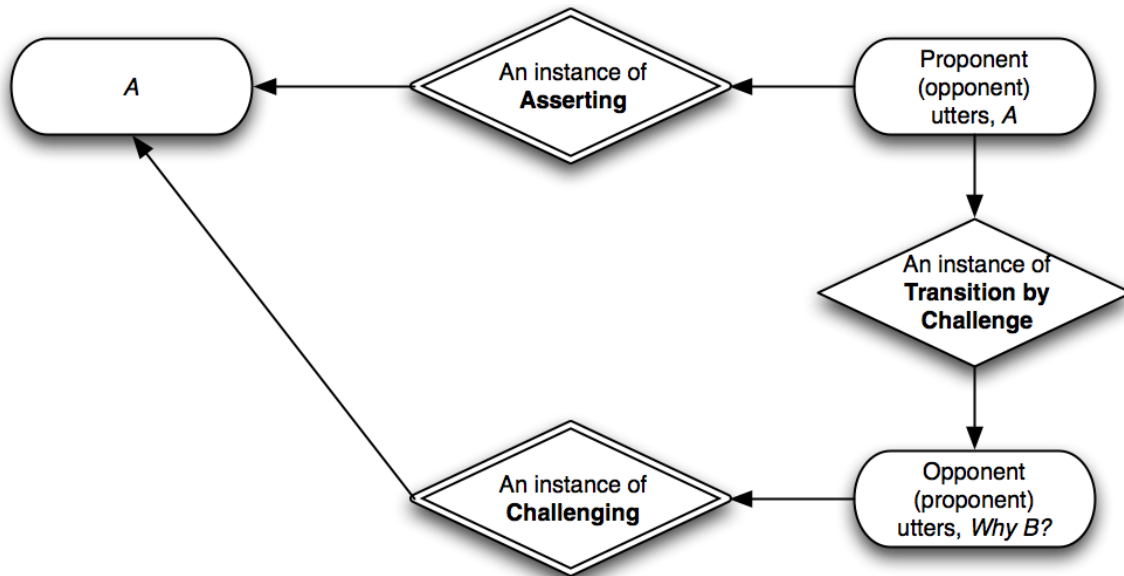 A
An instance of
Asserting
Proponent
(opponent)
utters, A
An instance of
Transition by
Challenge
An instance of
Challenging
Opponent
(proponent)
utters, Why B?